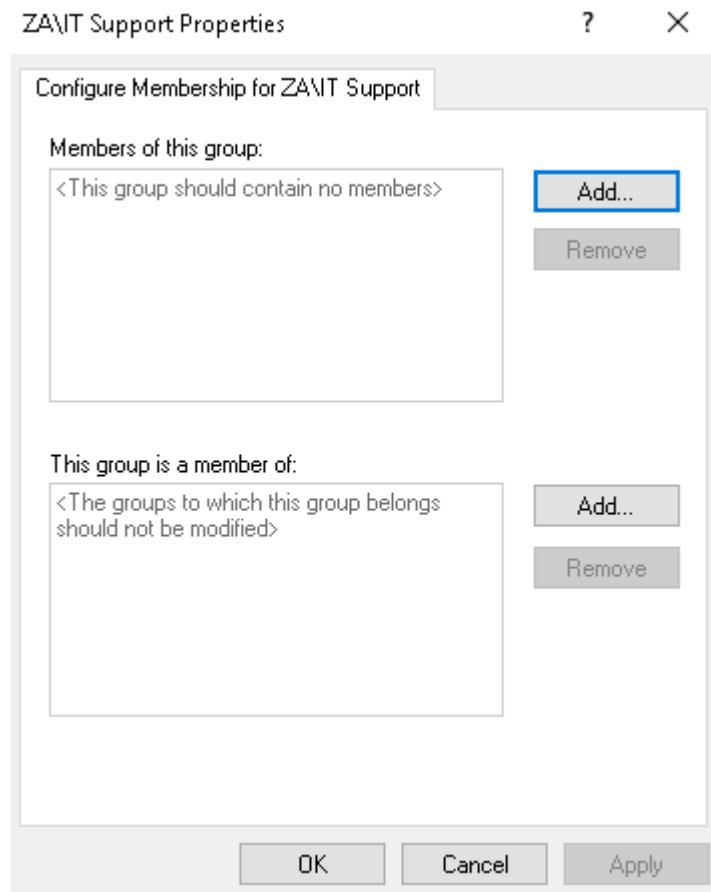 ZA\IT Support Properties
?
Configure Membership for ZA\IT Support
Members of this group:
<This group should contain no members>
Add...
Remove
This group is a member of:
<The groups to which this group belongs
should not be modified>
Add...
Remove
OK
Cancel
Apply